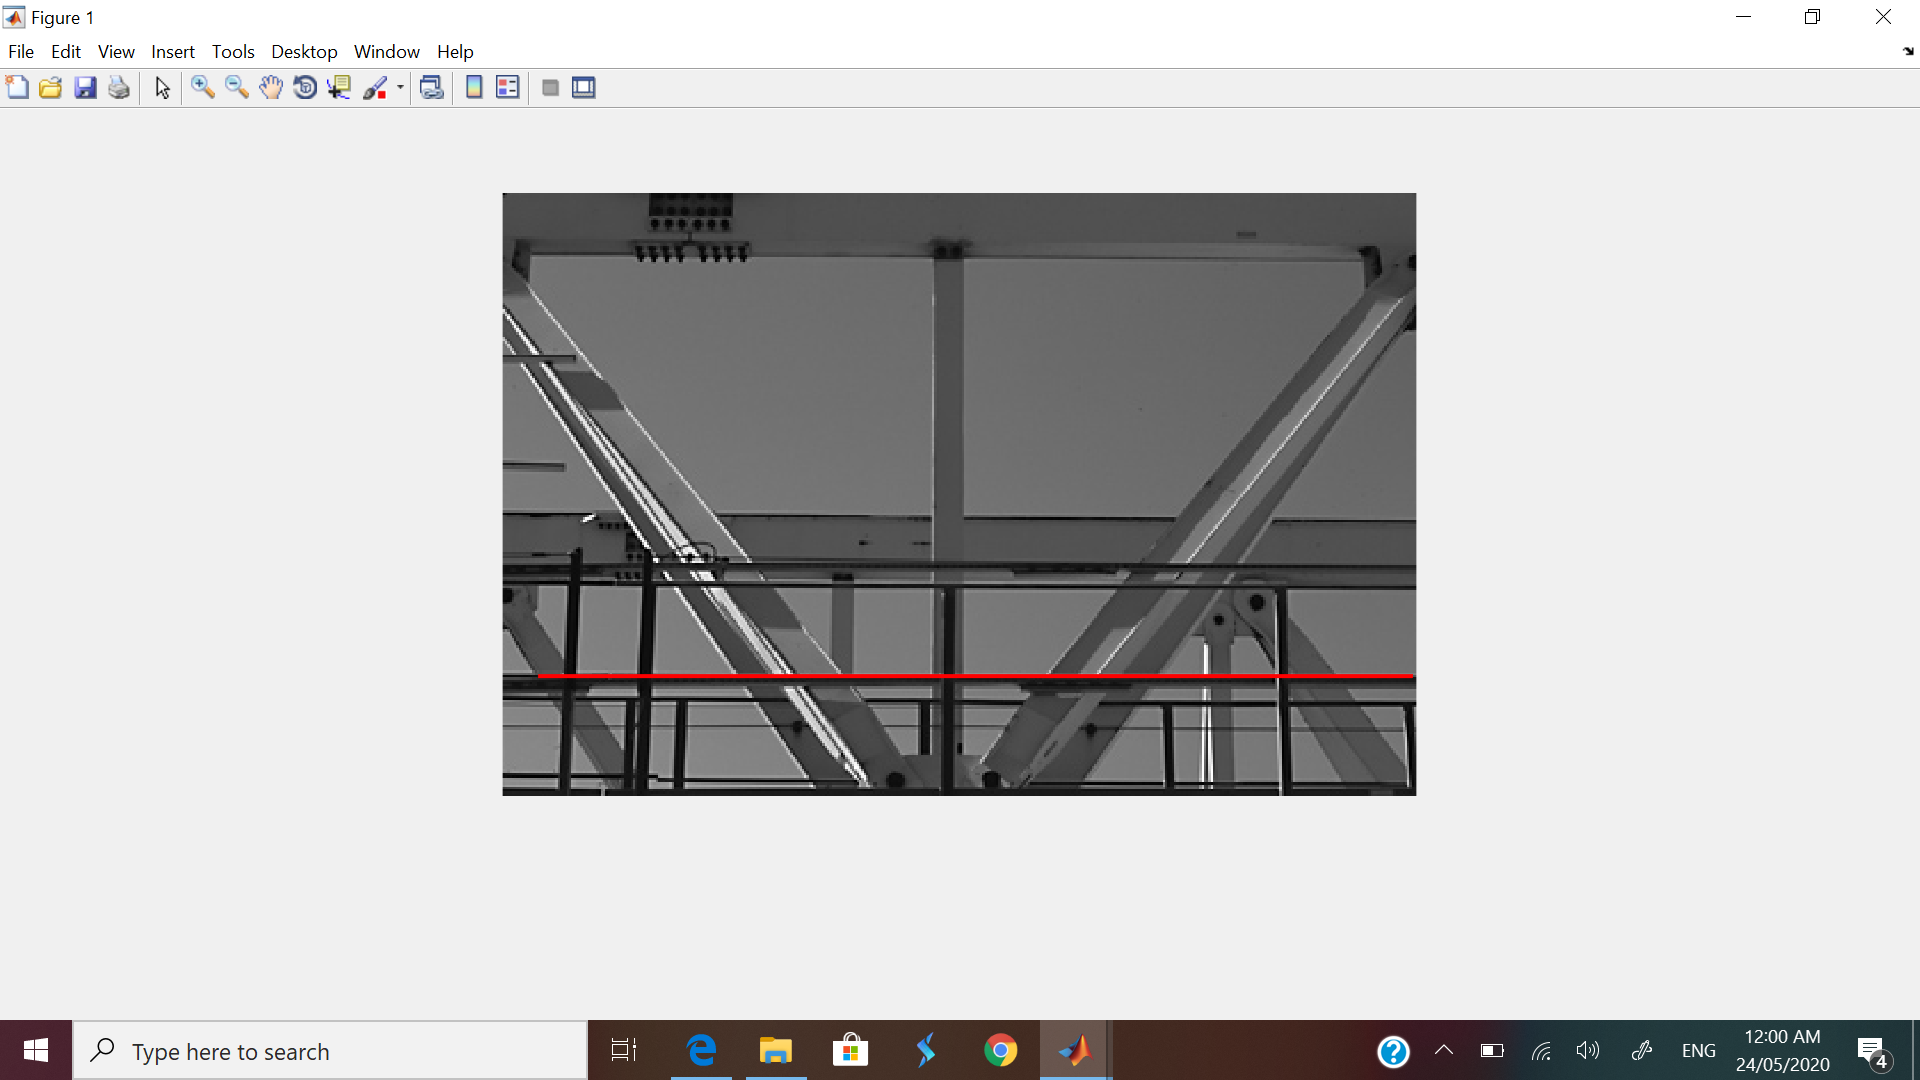 Figure 1
File Edit View Insert Tools Desktop Window Help
Type here to search
ENG
12:00 AM
24/05/2020
4